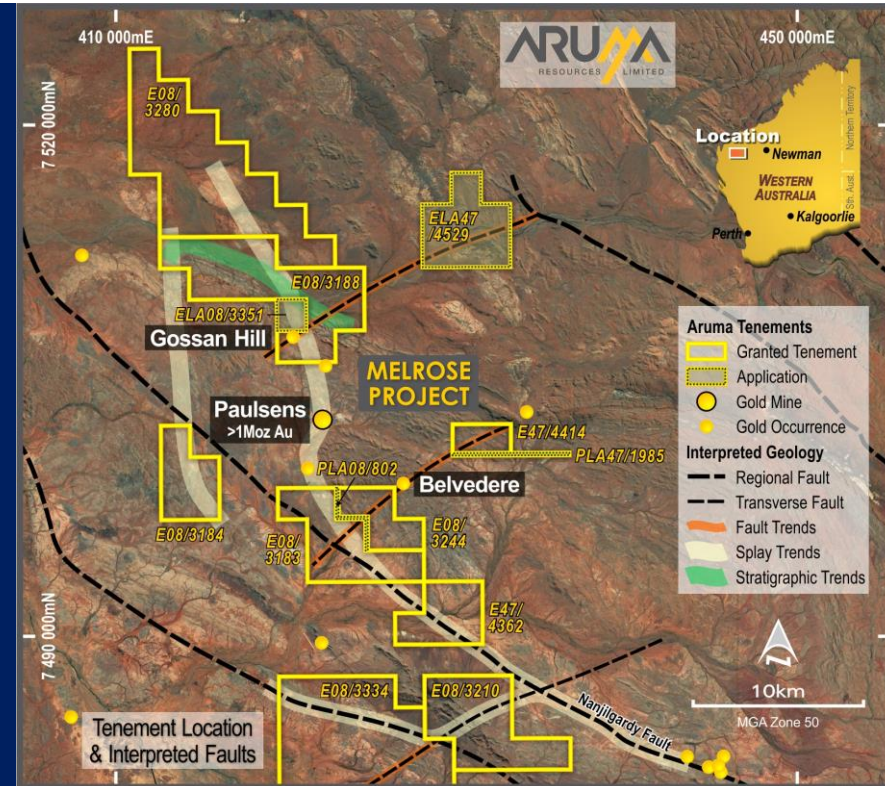 410 000mE
450 000mE
ARUMA
RESOURCES LIMITED
7 520 000mN
E08/
3280
Location
Newman
WESTERN
AUSTRALIA
Kalgoorlie
Perth
Northern Territory
Sth. Aust.
ELA47
/4529
E08/3188
ELA08/3351
Gossan Hill
MELROSE
PROJECT
Paulsens
>1Moz Au
E47/4414
PLA47/1985
PLA08/802
Belvedere
E08/3184
E08/
3183
E08/
3244
E47/
4362
7 490 000mN
E08/3334
E08/3210
Nanjilgardy Fault
Tenement Location
& Interpreted Faults
Aruma Tenements
Granted Tenement
Application
Gold Mine
Gold Occurrence
Interpreted Geology
Regional Fault
Transverse Fault
Fault Trends
Splay Trends
Stratigraphic Trends
N
10km
MGA Zone 50